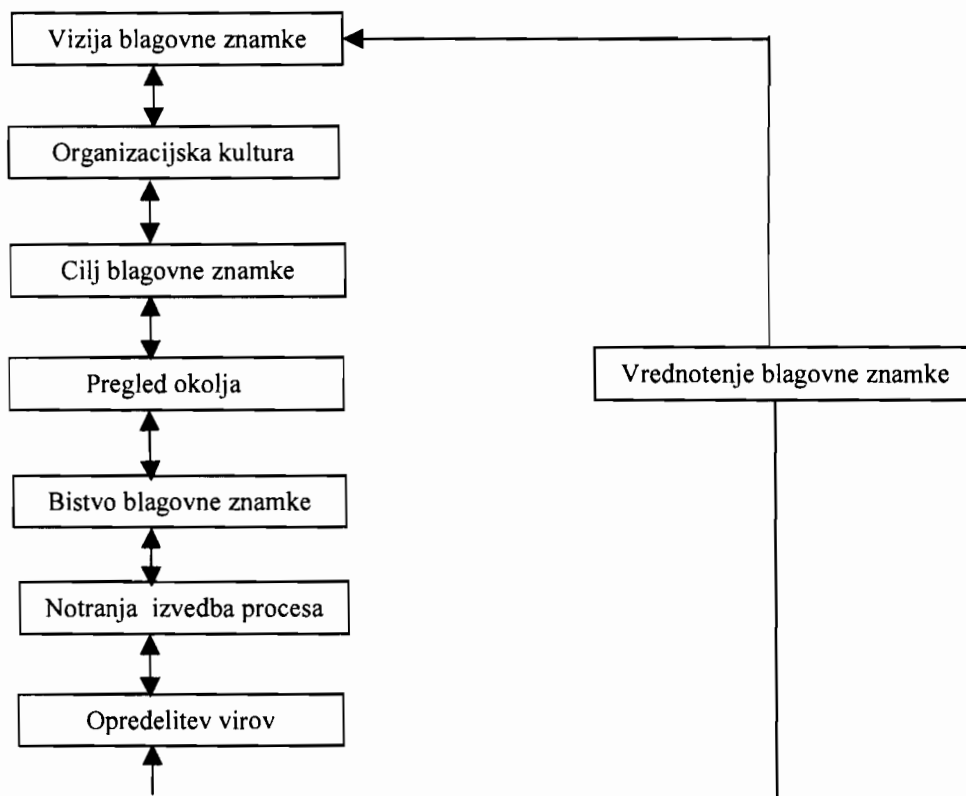 Vizija blagovne znamke
Organizacijska kultura
Cilj blagovne znamke
Pregled okolja
Vrednotenje blagovne znamke
Bistvo blagovne znamke
Notranja izvedba procesa
Opredelitev virov